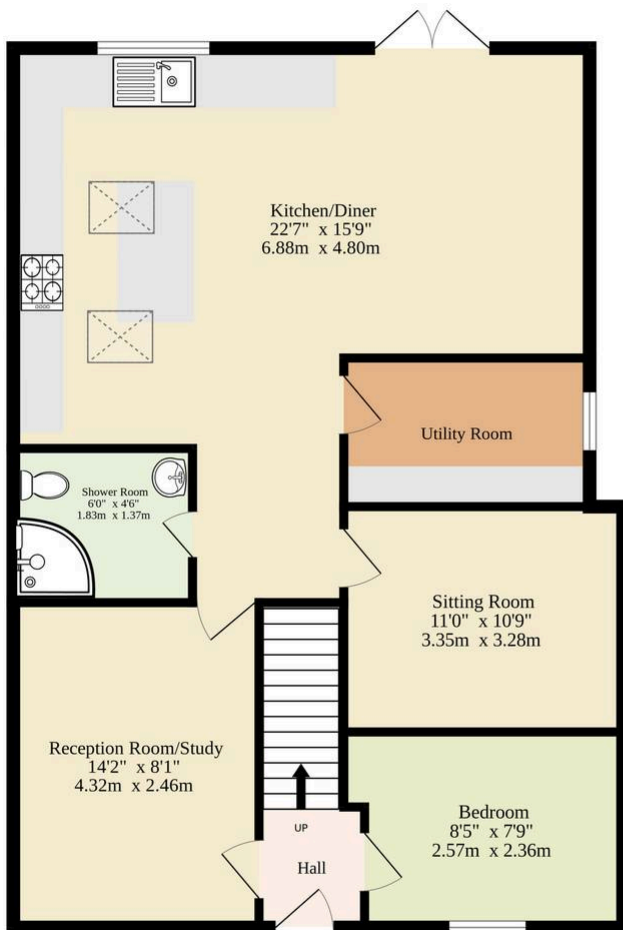 Kitchen/Diner
22'7" x 15'9"
6.88m x 4.80m
Utility Room
Shower Room
6'0" x 4'6"
1.83m x 1.37m
Sitting Room
11'0" x 10'9"
3.35m x 3.28m
Reception Room/Study
14'2" x 8'1"
4.32m x 2.46m
Bedroom
8'5" x 7'9"
2.57m x 2.36m
UP
Hall